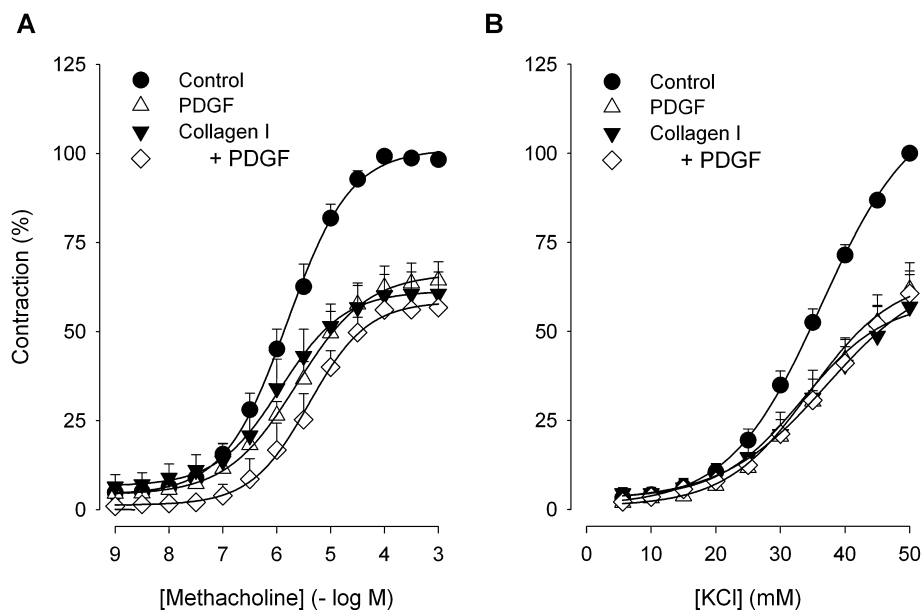 A
125
100
75
50
25
0
Contraction (%)
Control
PDGF
Collagen I
+ PDGF
9 8 7 6 5 4 3
[Methacholine] (- log M)
B
125
100
75
50
25
0
Control
PDGF
Collagen I
+ PDGF
0 10 20 30 40 50
[KCl] (mM)